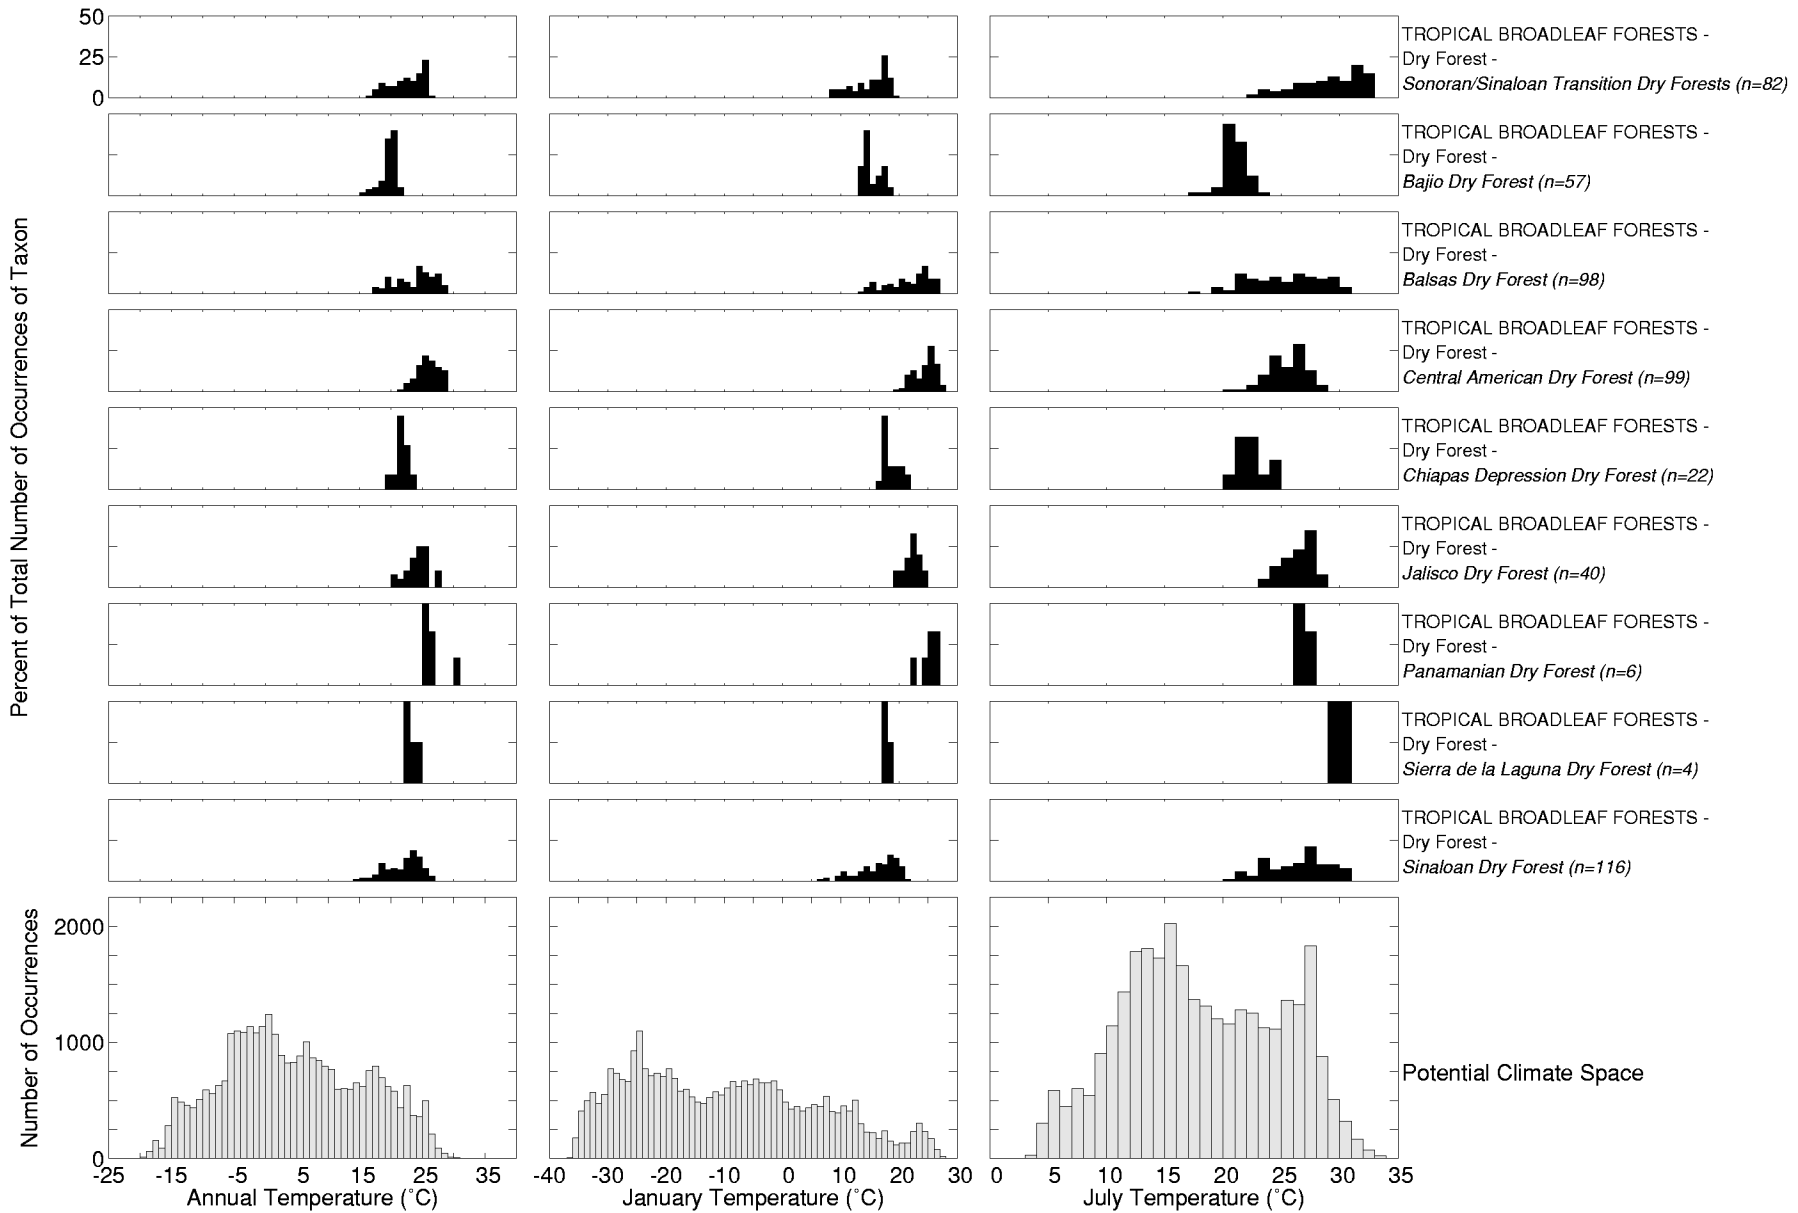 50
25
0
TROPICAL BROADLEAF FORESTS -
Dry Forest -
Sonoran/Sinaloan Transition Dry Forests (n=82)
TROPICAL BROADLEAF FORESTS -
Dry Forest -
Bajio Dry Forest (n=57)
TROPICAL BROADLEAF FORESTS -
Dry Forest -
Balsas Dry Forest (n=98)
TROPICAL BROADLEAF FORESTS -
Dry Forest -
Central American Dry Forest (n=99)
TROPICAL BROADLEAF FORESTS -
Dry Forest -
Chiapas Depression Dry Forest (n=22)
TROPICAL BROADLEAF FORESTS -
Dry Forest -
Jalisco Dry Forest (n=40)
TROPICAL BROADLEAF FORESTS -
Dry Forest -
Panamanian Dry Forest (n=6)
TROPICAL BROADLEAF FORESTS -
Dry Forest -
Sierra de la Laguna Dry Forest (n=4)
TROPICAL BROADLEAF FORESTS -
Dry Forest -
Sinaloan Dry Forest (n=116)
Percent of Total Number of Occurrences of Taxon
Number of Occurrences
2000
1000
0
Potential Climate Space
-25 -15 -5 5 15 25 35
-40 -30 -20 -10 0 10 20 30
0 5 10 15 20 25 30 35
Annual Temperature (˚C)
January Temperature (˚C)
July Temperature (˚C)